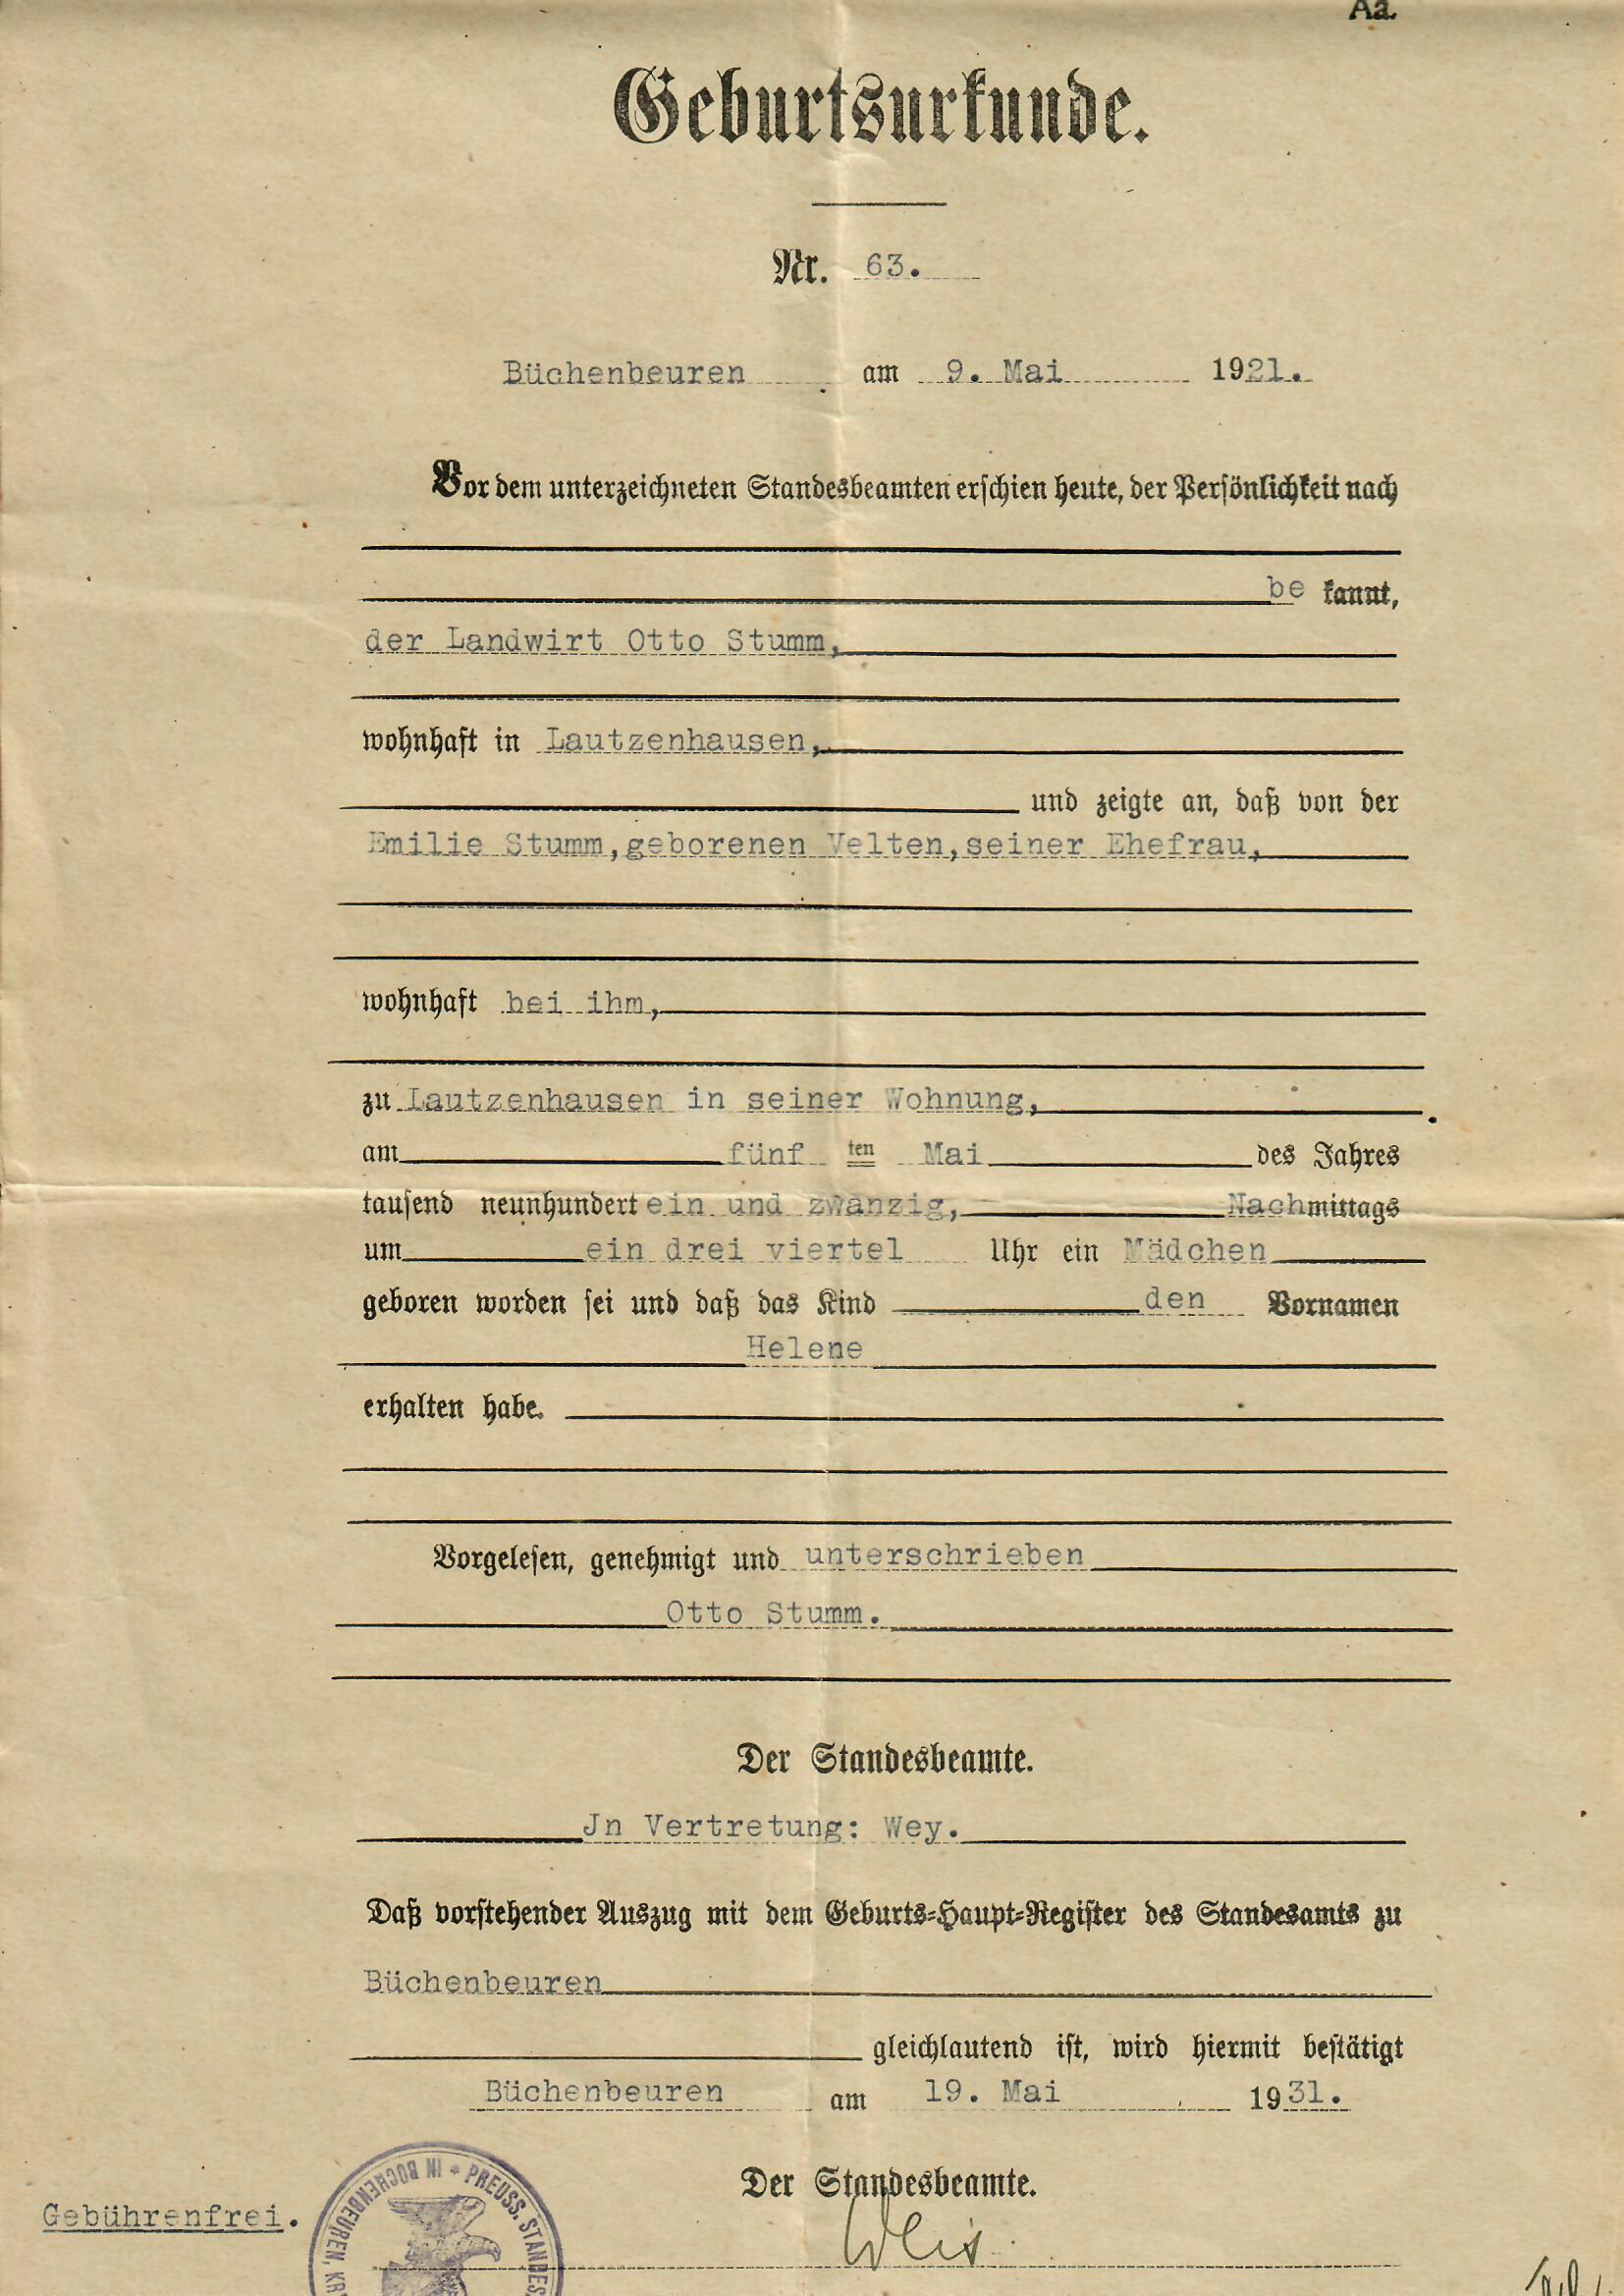 Aa.
Geburtsurkunde.
Nr. 63.
Büchenbeuren am 9. Mai 1921.
Vor dem unterzeichneten Standesbeamten erschien heute, der Persönlichkeit nach
be kannt,
der Landwirt Otto Stumm,
wohnhaft in Lautzenhausen,
und zeigte an, daß von der
Emilie Stumm, geborenen Velten, seiner Ehefrau,
wohnhaft bei ihm,
zu Lautzenhausen in seiner Wohnung,
am fünf ten Mai des Jahres
tausend neunhundert ein und zwanzig, Nachmittags
um ein drei viertel Uhr ein Mädchen
geboren worden sei und daß das Kind den Vornamen
Helene
erhalten habe.
Vorgelesen, genehmigt und unterschrieben
Otto Stumm.
Der Standesbeamte.
Jn Vertretung: Wey.
Daß vorstehender Auszug mit dem Geburts-Haupt-Register des Standesamts zu
Büchenbeuren
gleichlautend ist, wird hiermit bestätigt
Büchenbeuren am 19. Mai 1931.
Der Standesbeamte.
Gebührenfrei.
PREUSS. STANDES
IN BÜCHENBEUREN, KR